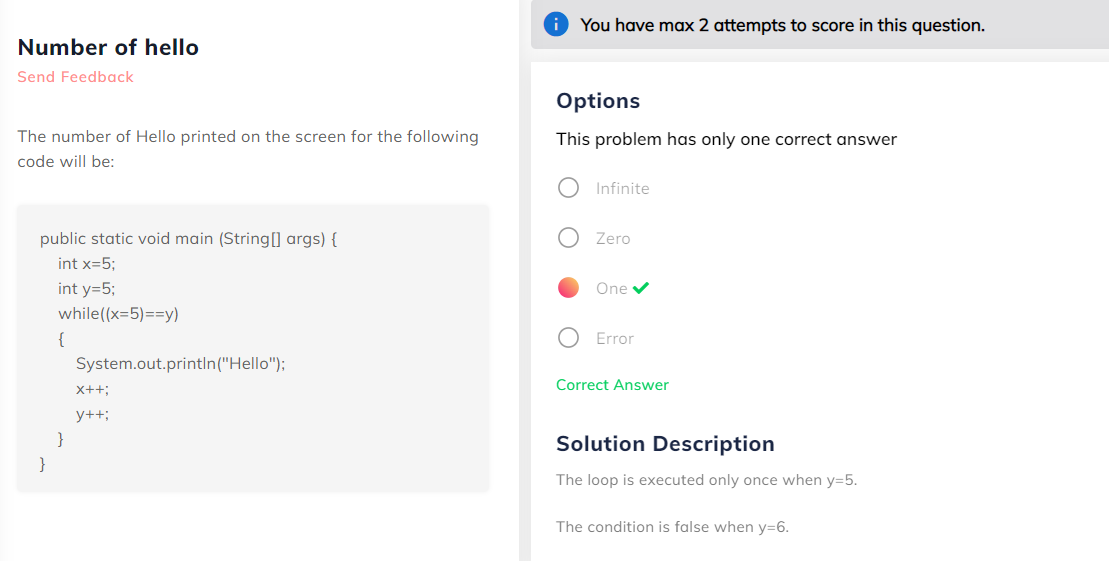 Number of hello
Send Feedback
The number of Hello printed on the screen for the following
code will be:
public static void main (String[] args) {
int x=5;
int y=5;
while((x=5)==y)
{
System.out.println("Hello");
x++;
y++;
}
}
You have max 2 attempts to score in this question.
Options
This problem has only one correct answer
Infinite
Zero
One
Error
Correct Answer
Solution Description
The loop is executed only once when y=5.
The condition is false when y=6.